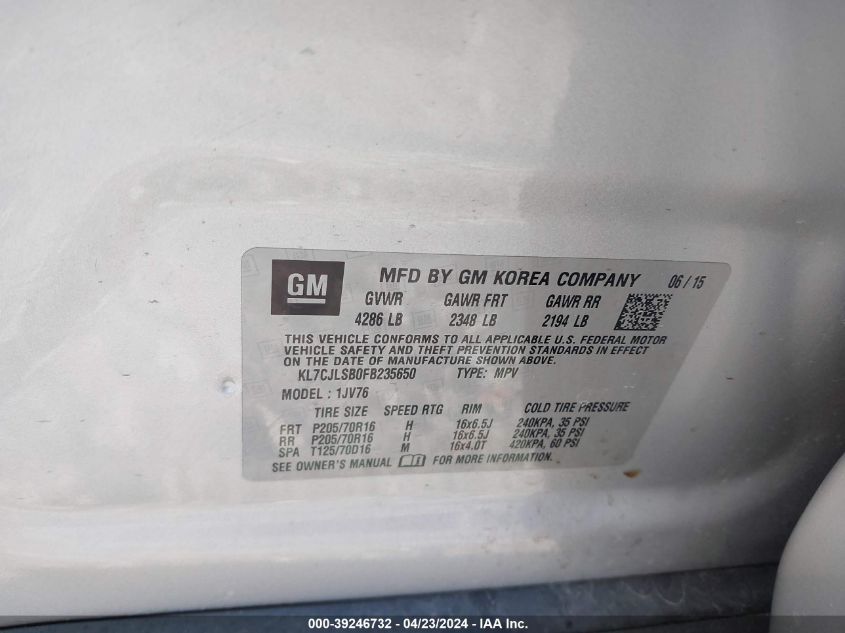 GM
MFD BY GM KOREA COMPANY 06/15
GVWR GAWR FRT GAWR RR
4286 LB 2348 LB 2194 LB
THIS VEHICLE CONFORMS TO ALL APPLICABLE U.S. FEDERAL MOTOR
VEHICLE SAFETY AND THEFT PREVENTION STANDARDS IN EFFECT
ON THE DATE OF MANUFACTURE SHOWN ABOVE.
KL7CJLSB0FB235650 TYPE: MPV
MODEL: 1JV76
TIRE SIZE SPEED RTG RIM COLD TIRE PRESSURE
FRT P205/70R16 H 16x6.5J 240KPA, 35 PSI
RR P205/70R16 H 16x6.5J 240KPA, 35 PSI
SPA T125/70D16 M 16x4.0T 420KPA, 60 PSI
SEE OWNER'S MANUAL FOR MORE INFORMATION.
000-39246732 - 04/23/2024 - IAA Inc.